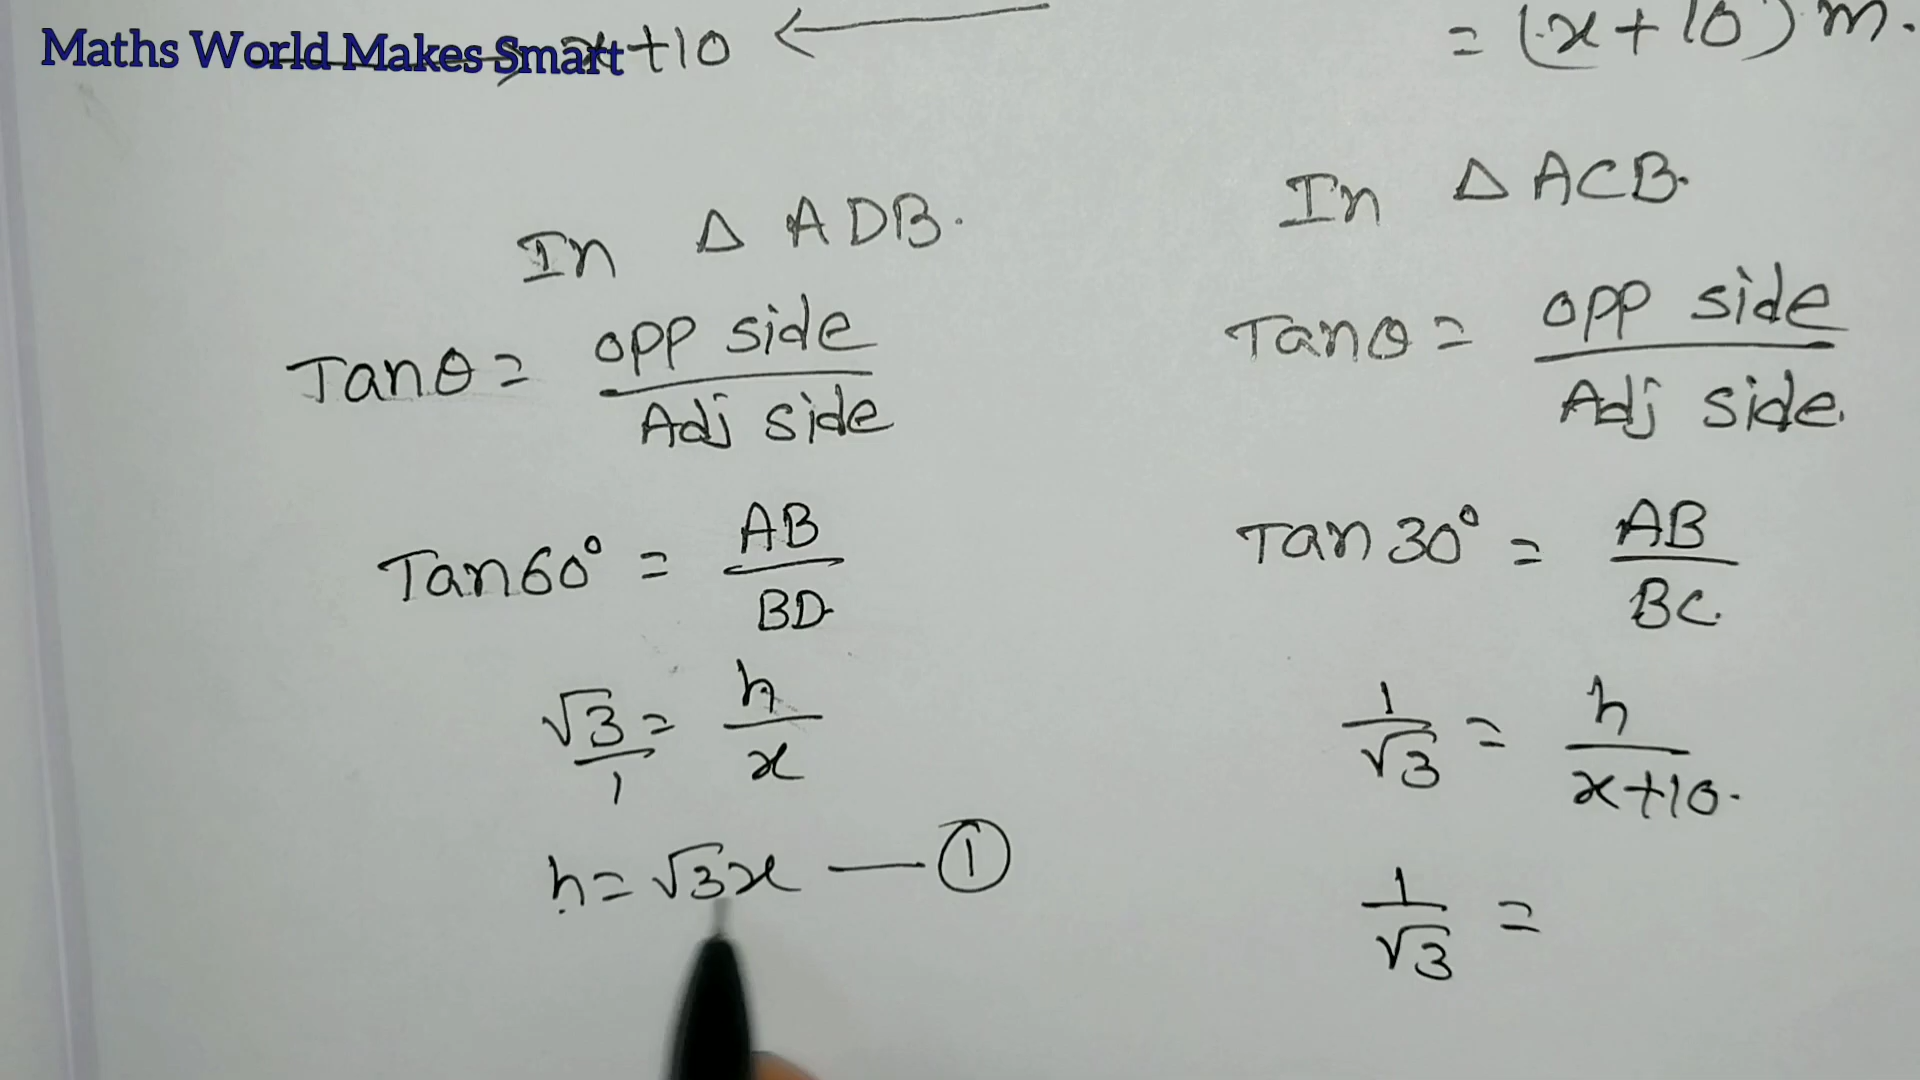 Maths World Makes Smart
x+10 ←
= (x+10) m.
In Δ ADB.
Tanθ = opp side / Adj side
Tan60° = AB / BD
√3 / 1 = h / x
h = √3x — ①
In Δ ACB.
Tanθ = opp side / Adj side.
Tan 30° = AB / BC.
1 / √3 = h / x+10.
1 / √3 =